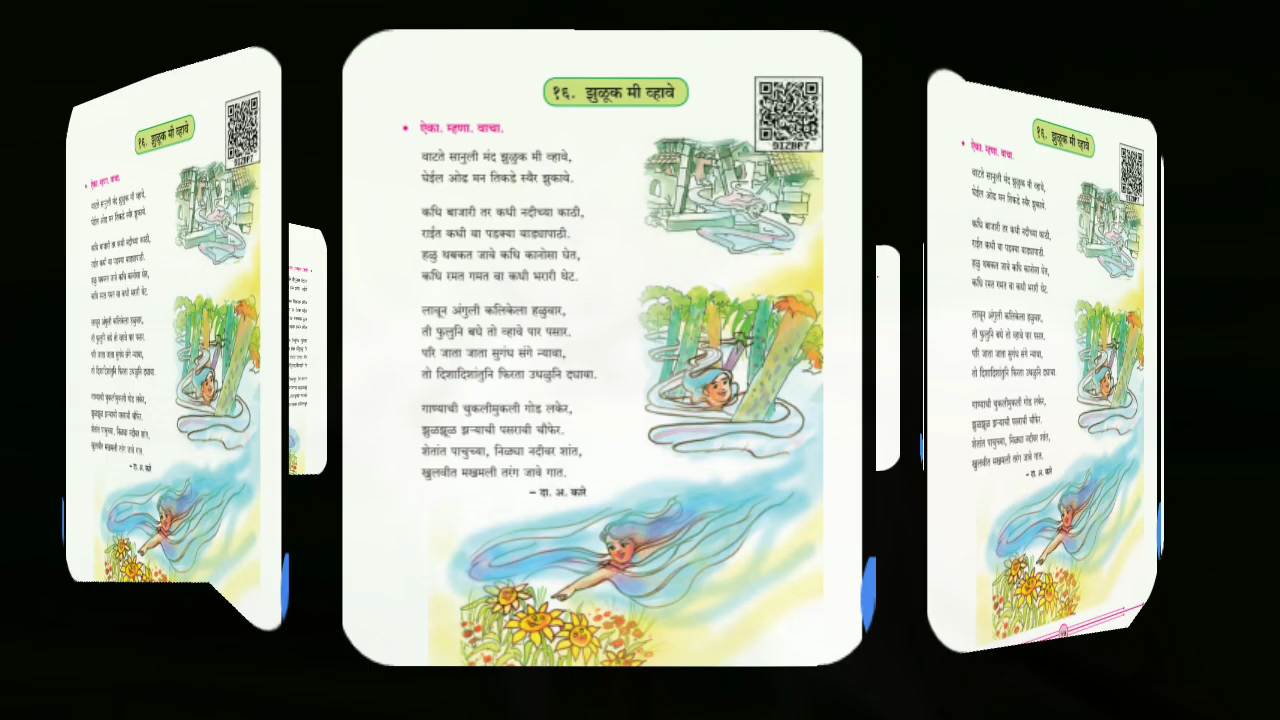 १६. झुळूक मी व्हावे
9IZBP7
• ऐका. म्हणा. वाचा.
वाटते सानुली मंद झुळुक मी व्हावे,
घेईल ओढ मन तिकडे स्वैर झुकावे.
कधि बाजारी तर कधी नदीच्या काठी,
राईत कधी वा पडक्या वाड्यापाठी.
हळु थबकत जावे कधि कानोसा घेत,
कधि रमत गमत वा कधी भरारी थेट.
लावून अंगुली कलिकेला हळुवार,
ती फुलुनि बघे तो व्हावे पार पसार.
परि जाता जाता सुगंध संगे न्यावा,
तो दिशादिशांतुनि फिरता उधळुनि द्यावा.
गाण्याची चुकलीमुकली गोड लकेर,
झुळझूळ झऱ्याची पसरावी चौफेर.
शेतांत पाचुच्या, निळ्या नदीवर शांत,
खुलवीत मखमली तरंग जावे गात.
– दा. अ. कारे